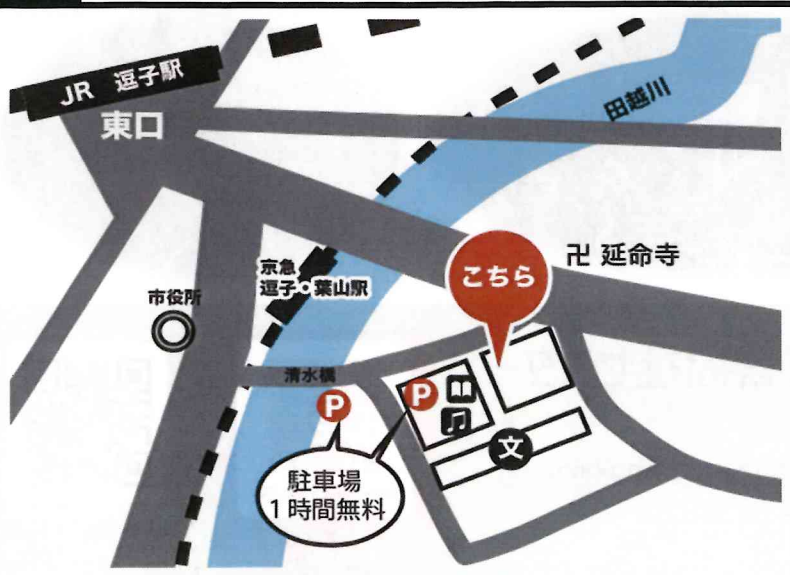 JR 逗子駅
東口
田越川
卍 延命寺
こちら
京急
逗子・葉山駅
市役所
清水橋
P
P
文
駐車場
1時間無料